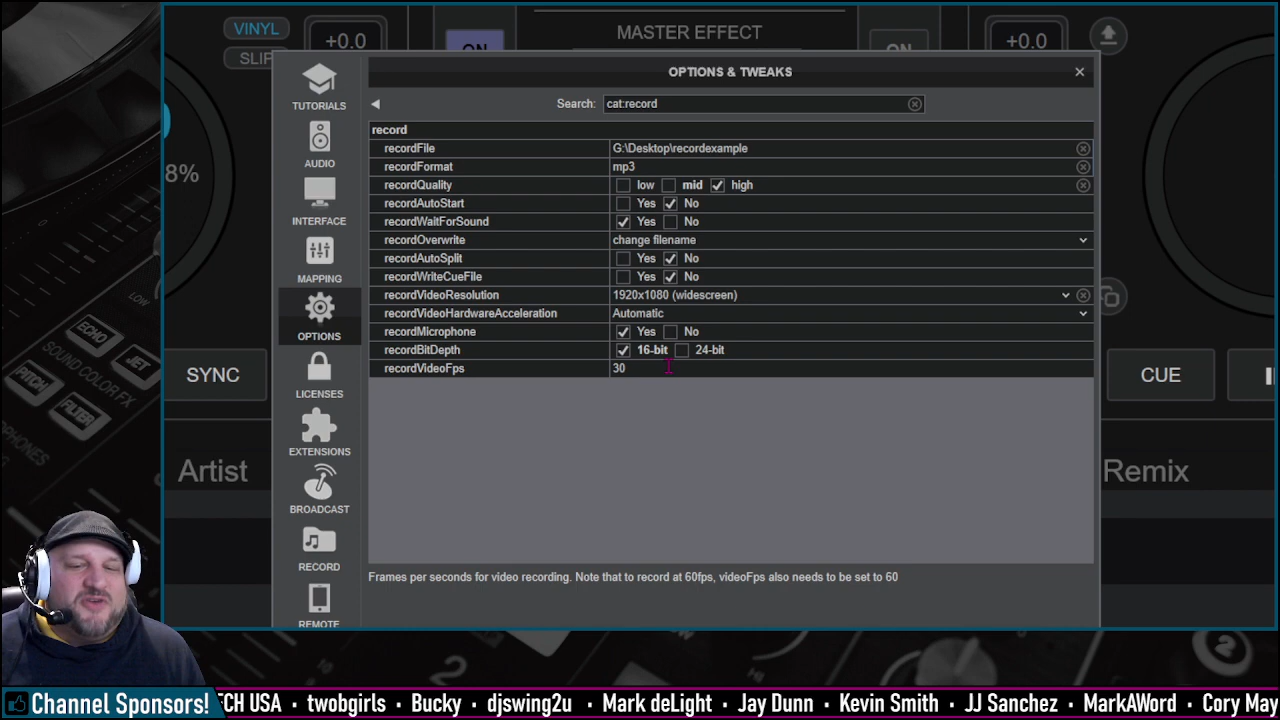 VINYL
SLIP
+0.0
ON
MASTER EFFECT
ON
+0.0
8%
OPTIONS & TWEAKS
Search: cat:record
TUTORIALS
AUDIO
INTERFACE
MAPPING
OPTIONS
LICENSES
EXTENSIONS
BROADCAST
RECORD
REMOTE
record
recordFile G:\Desktop\recordexample
recordFormat mp3
recordQuality low mid high
recordAutoStart Yes No
recordWaitForSound Yes No
recordOverwrite change filename
recordAutoSplit Yes No
recordWriteCueFile Yes No
recordVideoResolution 1920x1080 (widescreen)
recordVideoHardwareAcceleration Automatic
recordMicrophone Yes No
recordBitDepth 16-bit 24-bit
recordVideoFps 30
Frames per seconds for video recording. Note that to record at 60fps, videoFps also needs to be set to 60
LOW
ECHO
JET
PITCH
FILTER
SOUND COLOR FX
SYNC
CUE
Artist
Remix
2
2
Channel Sponsors! CH USA · twobgirls · Bucky · djswing2u · Mark deLight · Jay Dunn · Kevin Smith · JJ Sanchez · MarkAWord · Cory May